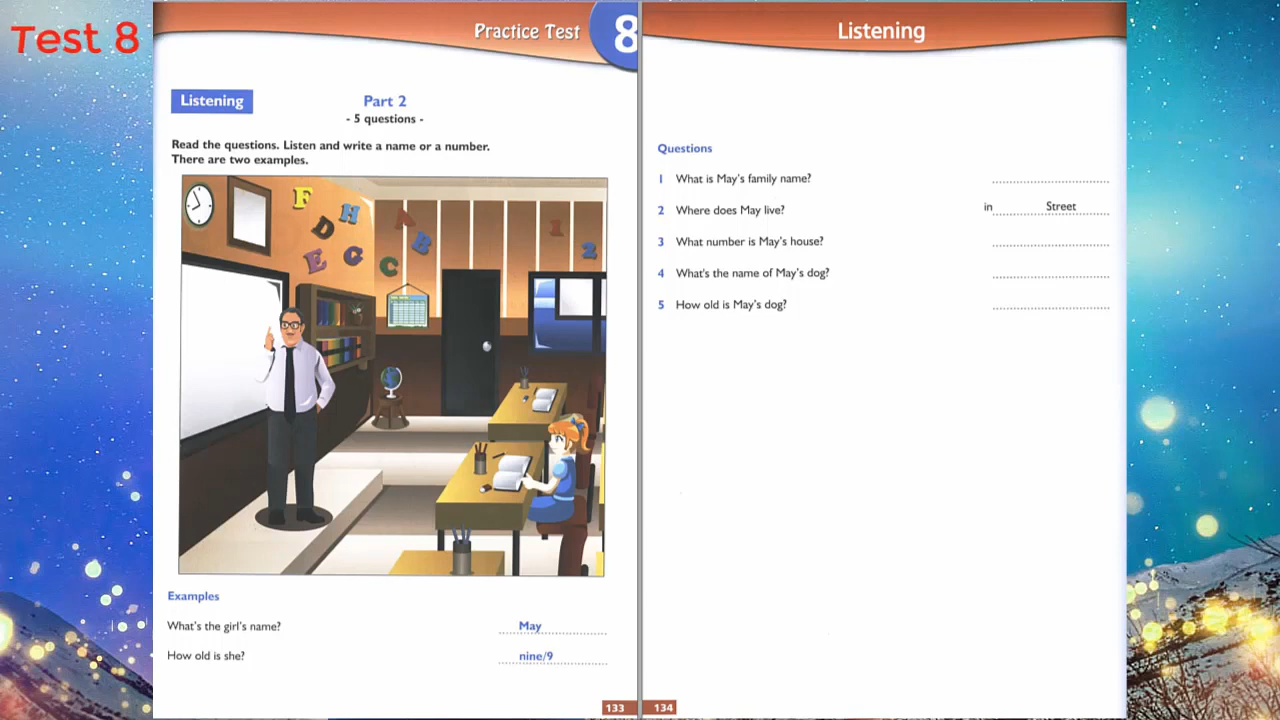 Test 8
Practice Test 8
Listening
Part 2
- 5 questions -
Read the questions. Listen and write a name or a number.
There are two examples.
F
H
D
A
B
E
G
C
1
2
Examples
What's the girl's name? May
How old is she? nine/9
133
Listening
Questions
1 What is May's family name?
2 Where does May live? in Street
3 What number is May's house?
4 What's the name of May's dog?
5 How old is May's dog?
134